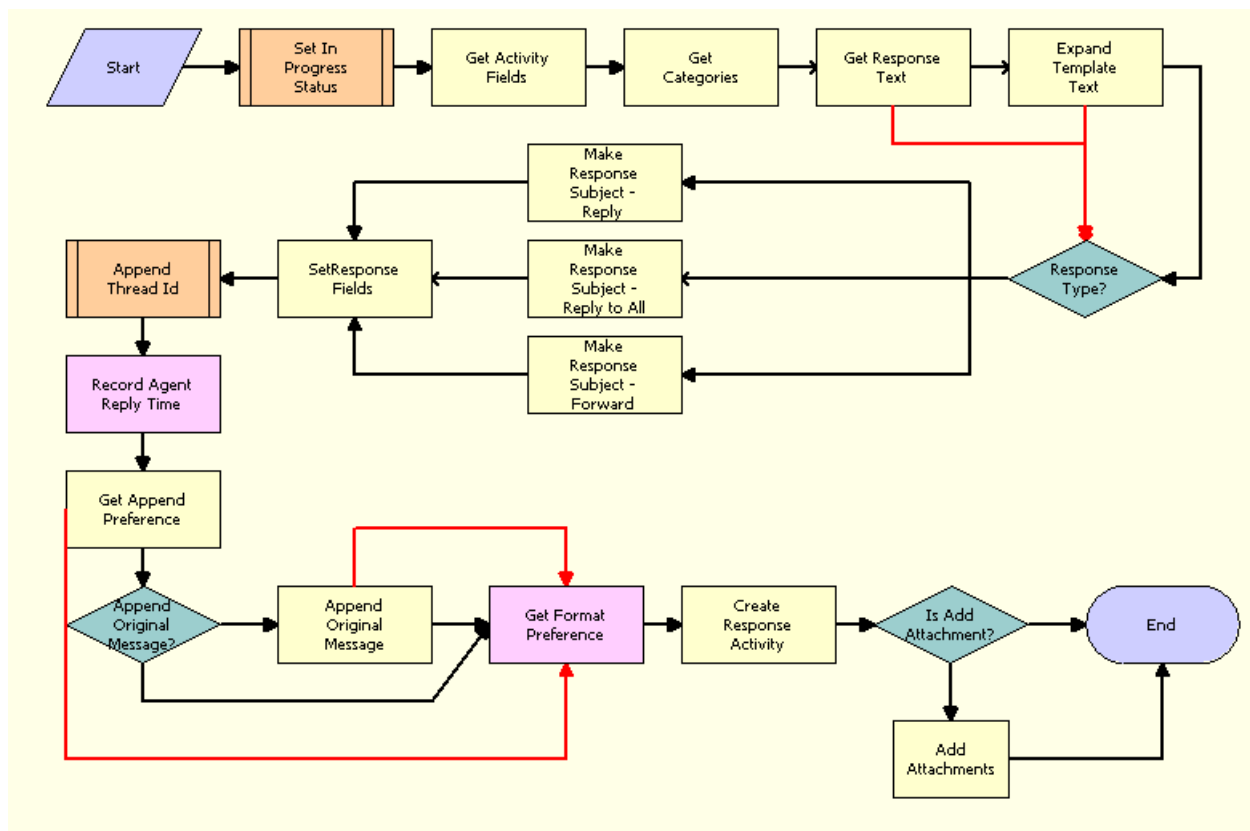 Start
Set In
Progress
Status
Get Activity
Fields
Get
Categories
Get Response
Text
Expand
Template
Text
Make
Response
Subject -
Reply
Append
Thread Id
SetResponse
Fields
Make
Response
Subject -
Reply to All
Response
Type?
Make
Response
Subject -
Forward
Record Agent
Reply Time
Get Append
Preference
Append
Original
Message?
Append
Original
Message
Get Format
Preference
Create
Response
Activity
Is Add
Attachment?
End
Add
Attachments